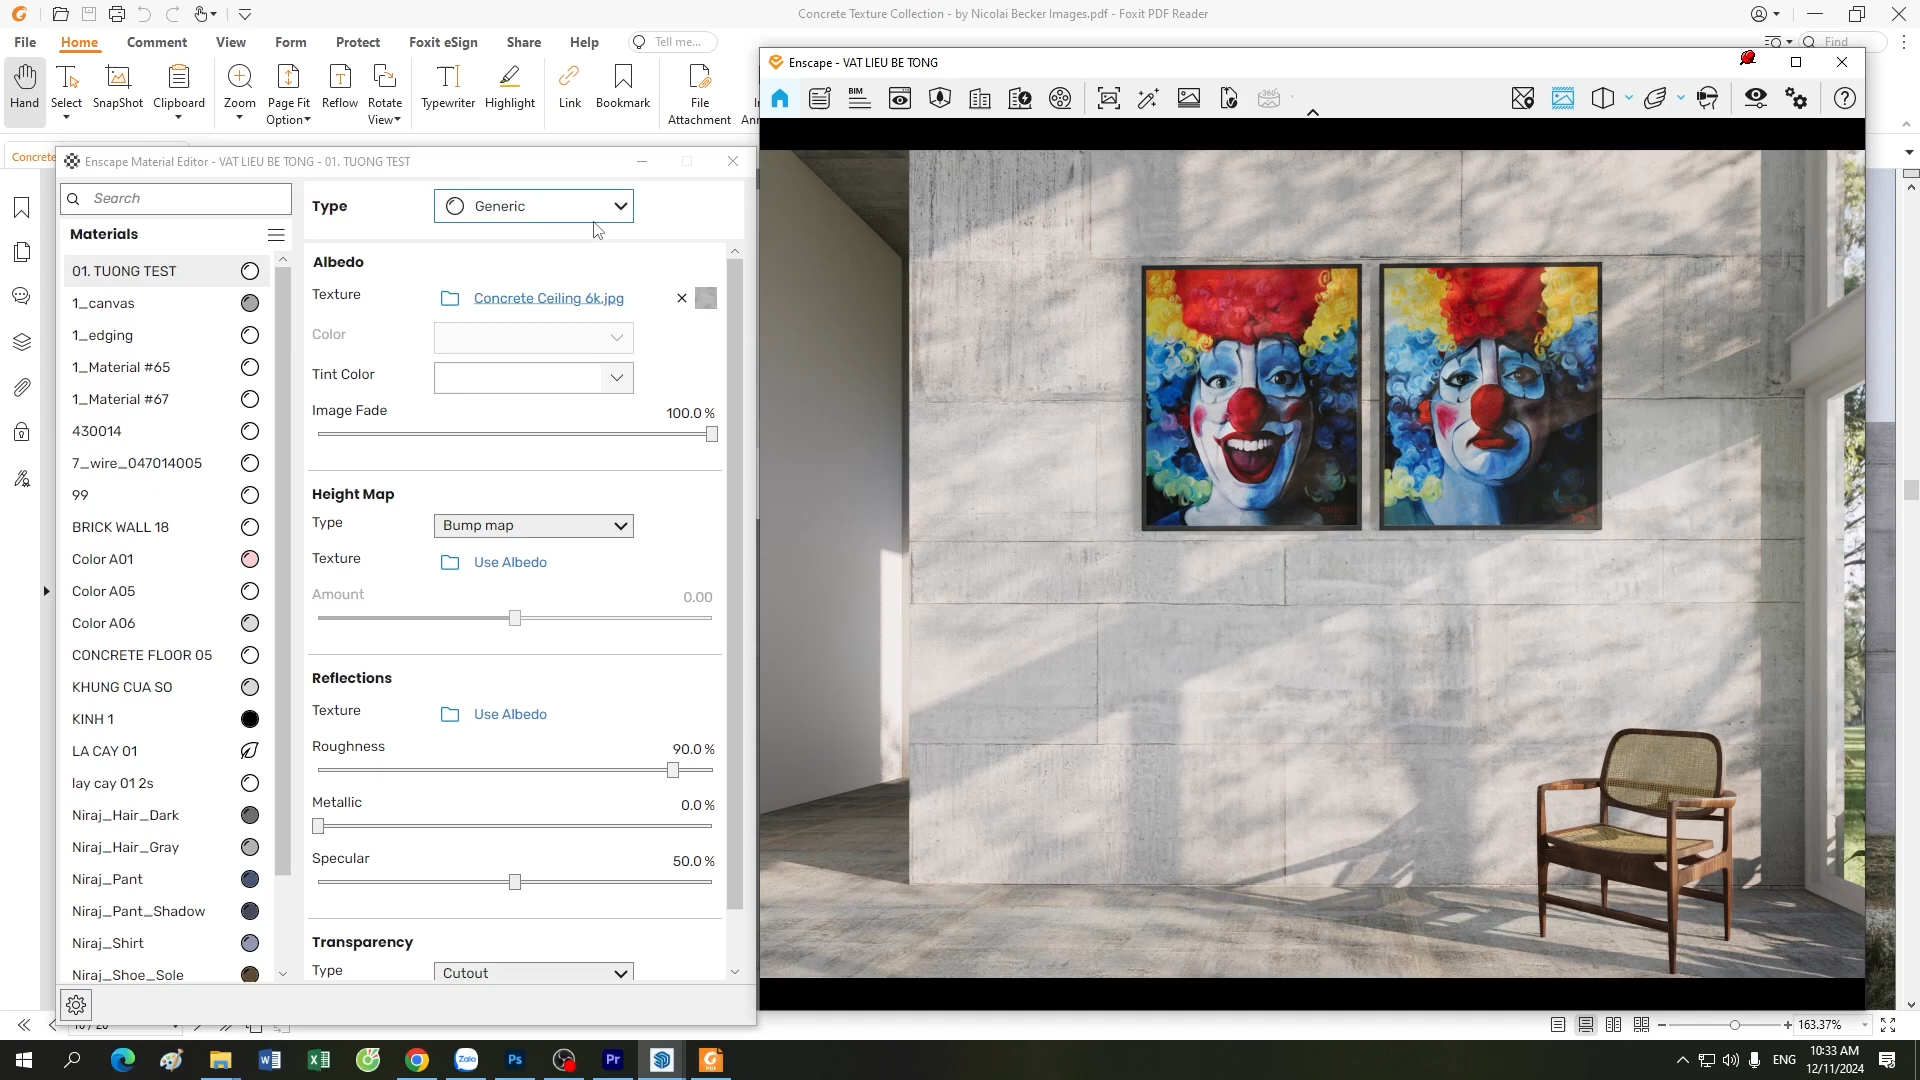 Concrete Texture Collection - by Nicolai Becker Images.pdf - Foxit PDF Reader
File Home Comment View Form Protect Foxit eSign Share Help Tell me... Find
Hand Select SnapShot Clipboard Zoom Page Fit Option Reflow Rotate View Typewriter Highlight Link Bookmark File Attachment
Enscape - VAT LIEU BE TONG
Concrete
Enscape Material Editor - VAT LIEU BE TONG - 01. TUONG TEST
Search
Materials
01. TUONG TEST
1_canvas
1_edging
1_Material #65
1_Material #67
430014
7_wire_047014005
99
BRICK WALL 18
Color A01
Color A05
Color A06
CONCRETE FLOOR 05
KHUNG CUA SO
KINH 1
LA CAY 01
lay cay 01 2s
Niraj_Hair_Dark
Niraj_Hair_Gray
Niraj_Pant
Niraj_Pant_Shadow
Niraj_Shirt
Niraj_Shoe_Sole
Type Generic
Albedo
Texture Concrete Ceiling 6k.jpg
Color
Tint Color
Image Fade 100.0 %
Height Map
Type Bump map
Texture Use Albedo
Amount 0.00
Reflections
Texture Use Albedo
Roughness 90.0 %
Metallic 0.0 %
Specular 50.0 %
Transparency
Type Cutout
163.37%
ENG
10:33 AM
12/11/2024